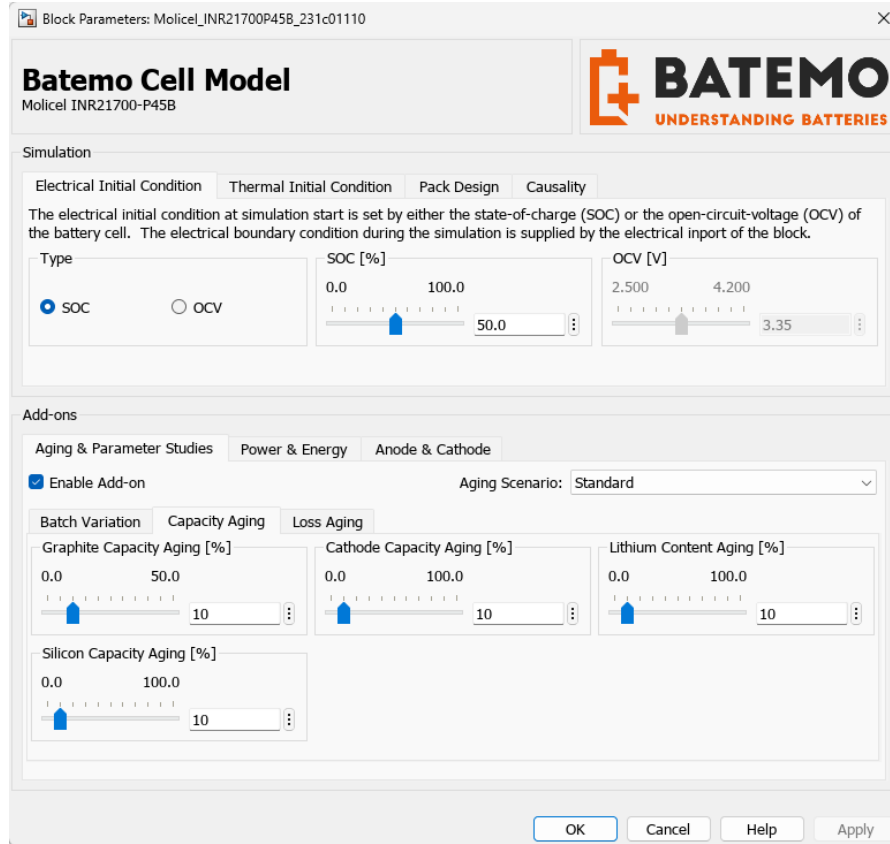 Block Parameters: Molicel_INR21700P45B_231c01110
Batemo Cell Model
Molicel INR21700-P45B
BATEMO
UNDERSTANDING BATTERIES
Simulation
Electrical Initial Condition Thermal Initial Condition Pack Design Causality
The electrical initial condition at simulation start is set by either the state-of-charge (SOC) or the open-circuit-voltage (OCV) of
the battery cell. The electrical boundary condition during the simulation is supplied by the electrical inport of the block.
Type SOC [%] OCV [V]
0.0 100.0 2.500 4.200
SOC OCV
50.0 3.35
Add-ons
Aging & Parameter Studies Power & Energy Anode & Cathode
Enable Add-on Aging Scenario: Standard
Batch Variation Capacity Aging Loss Aging
Graphite Capacity Aging [%] Cathode Capacity Aging [%] Lithium Content Aging [%]
0.0 50.0 0.0 100.0 0.0 100.0
10 10 10
Silicon Capacity Aging [%]
0.0 100.0
10
OK Cancel Help Apply